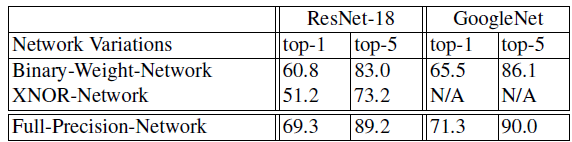 ResNet-18 GoogleNet
Network Variations top-1 top-5 top-1 top-5
Binary-Weight-Network 60.8 83.0 65.5 86.1
XNOR-Network 51.2 73.2 N/A N/A
Full-Precision-Network 69.3 89.2 71.3 90.0